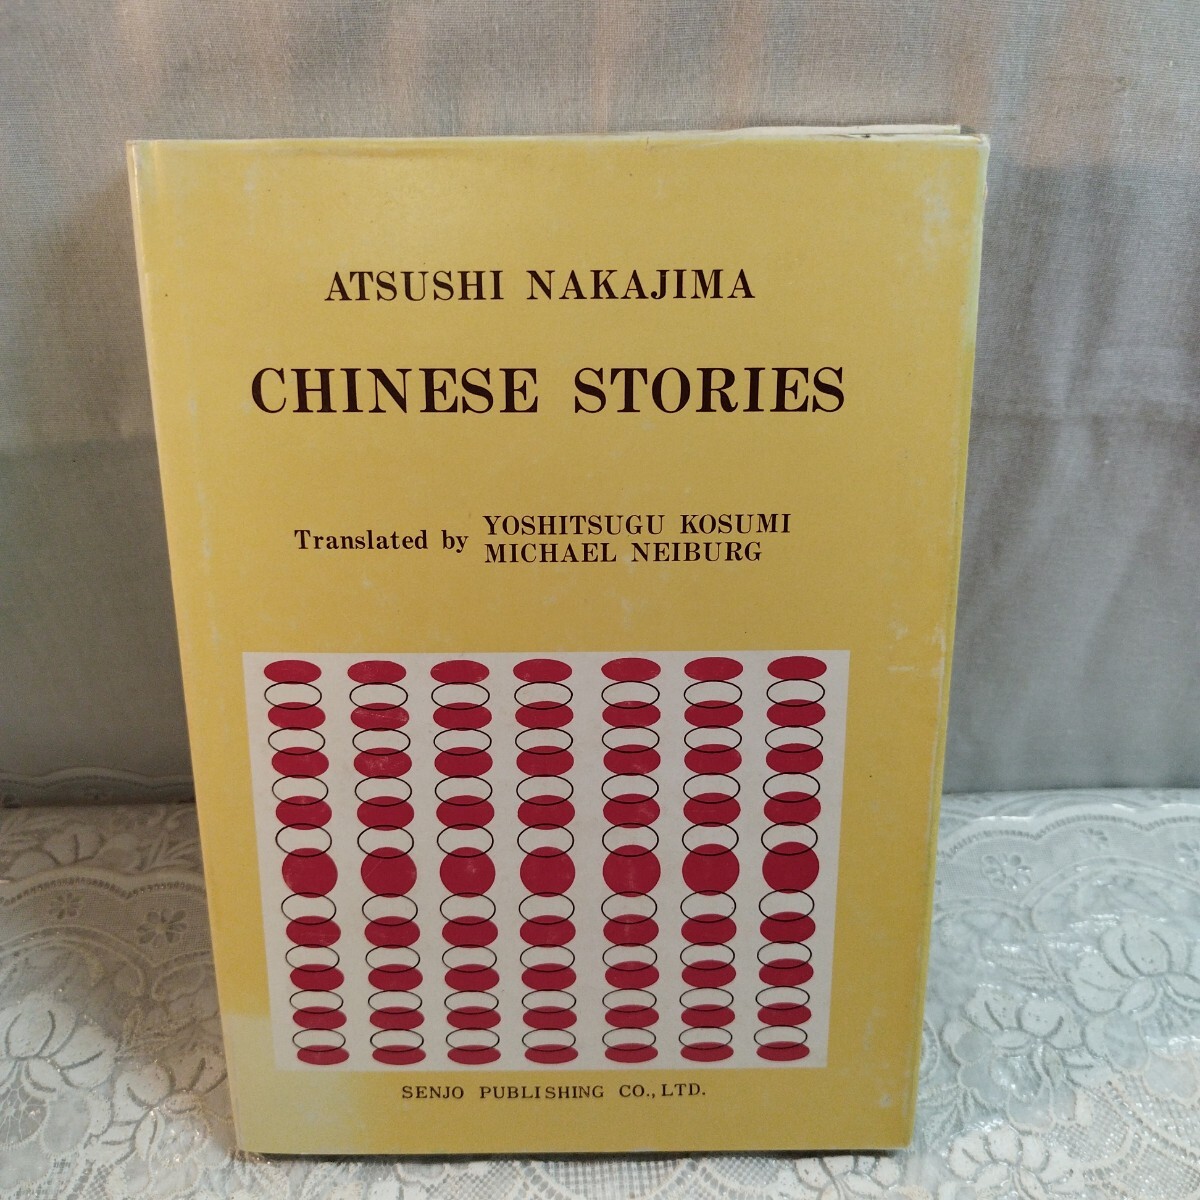 ATSUSHI NAKAJIMA
CHINESE STORIES
Translated by YOSHITSUGU KOSUMI
MICHAEL NEIBURG
SENJO PUBLISHING CO., LTD.